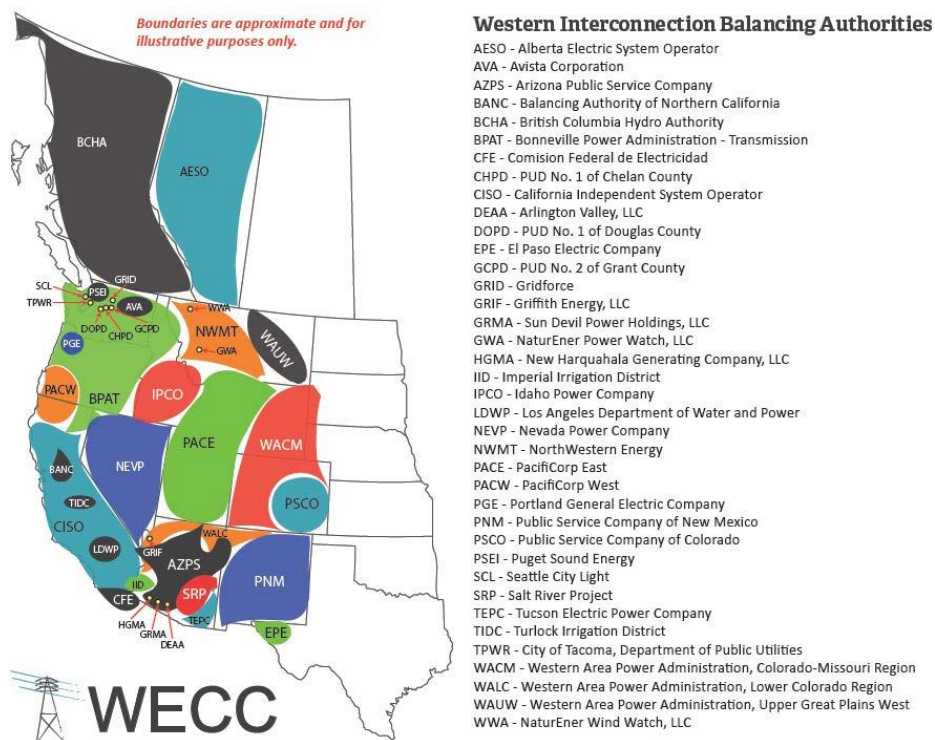 Boundaries are approximate and for
illustrative purposes only.
BCHA
AESO
SCL
PSEI
GRID
TPWR
AVA
DOPD
CHPD
GCPD
WWA
NWMT
GWA
WAUW
PGE
PACW
BPAT
IPCO
PACE
WACM
NEVP
BANC
TIDC
CISO
LDWP
PSCO
GRIF
WALC
AZPS
IID
CFE
SRP
PNM
TEPC
HGMA
GRMA
DEAA
EPE
WECC
Western Interconnection Balancing Authorities
AESO - Alberta Electric System Operator
AVA - Avista Corporation
AZPS - Arizona Public Service Company
BANC - Balancing Authority of Northern California
BCHA - British Columbia Hydro Authority
BPAT - Bonneville Power Administration - Transmission
CFE - Comision Federal de Electricidad
CHPD - PUD No. 1 of Chelan County
CISO - California Independent System Operator
DEAA - Arlington Valley, LLC
DOPD - PUD No. 1 of Douglas County
EPE - El Paso Electric Company
GCPD - PUD No. 2 of Grant County
GRID - Gridforce
GRIF - Griffith Energy, LLC
GRMA - Sun Devil Power Holdings, LLC
GWA - NaturEner Power Watch, LLC
HGMA - New Harquahala Generating Company, LLC
IID - Imperial Irrigation District
IPCO - Idaho Power Company
LDWP - Los Angeles Department of Water and Power
NEVP - Nevada Power Company
NWMT - NorthWestern Energy
PACE - PacifiCorp East
PACW - PacifiCorp West
PGE - Portland General Electric Company
PNM - Public Service Company of New Mexico
PSCO - Public Service Company of Colorado
PSEI - Puget Sound Energy
SCL - Seattle City Light
SRP - Salt River Project
TEPC - Tucson Electric Power Company
TIDC - Turlock Irrigation District
TPWR - City of Tacoma, Department of Public Utilities
WACM - Western Area Power Administration, Colorado-Missouri Region
WALC - Western Area Power Administration, Lower Colorado Region
WAUW - Western Area Power Administration, Upper Great Plains West
WWA - NaturEner Wind Watch, LLC